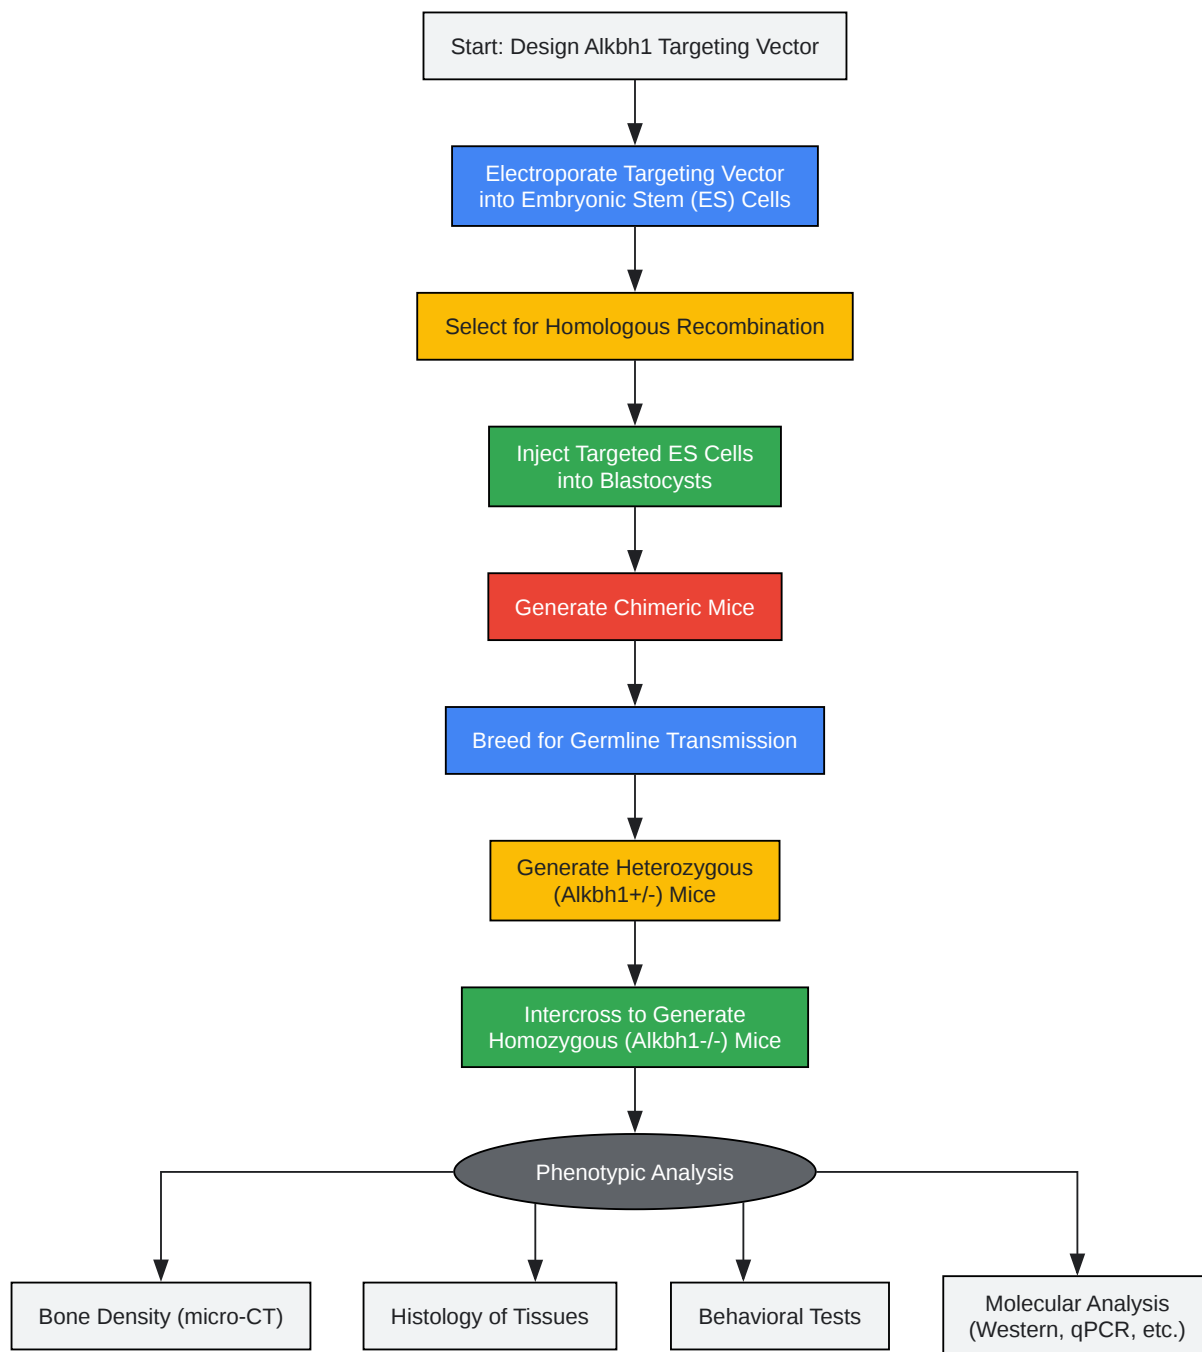 Start: Design Alkbh1 Targeting Vector
Electroporate Targeting Vector
into Embryonic Stem (ES) Cells
Select for Homologous Recombination
Inject Targeted ES Cells
into Blastocysts
Generate Chimeric Mice
Breed for Germline Transmission
Generate Heterozygous
(Alkbh1+/-) Mice
Intercross to Generate
Homozygous (Alkbh1-/-) Mice
Phenotypic Analysis
Bone Density (micro-CT)
Histology of Tissues
Behavioral Tests
Molecular Analysis
(Western, qPCR, etc.)